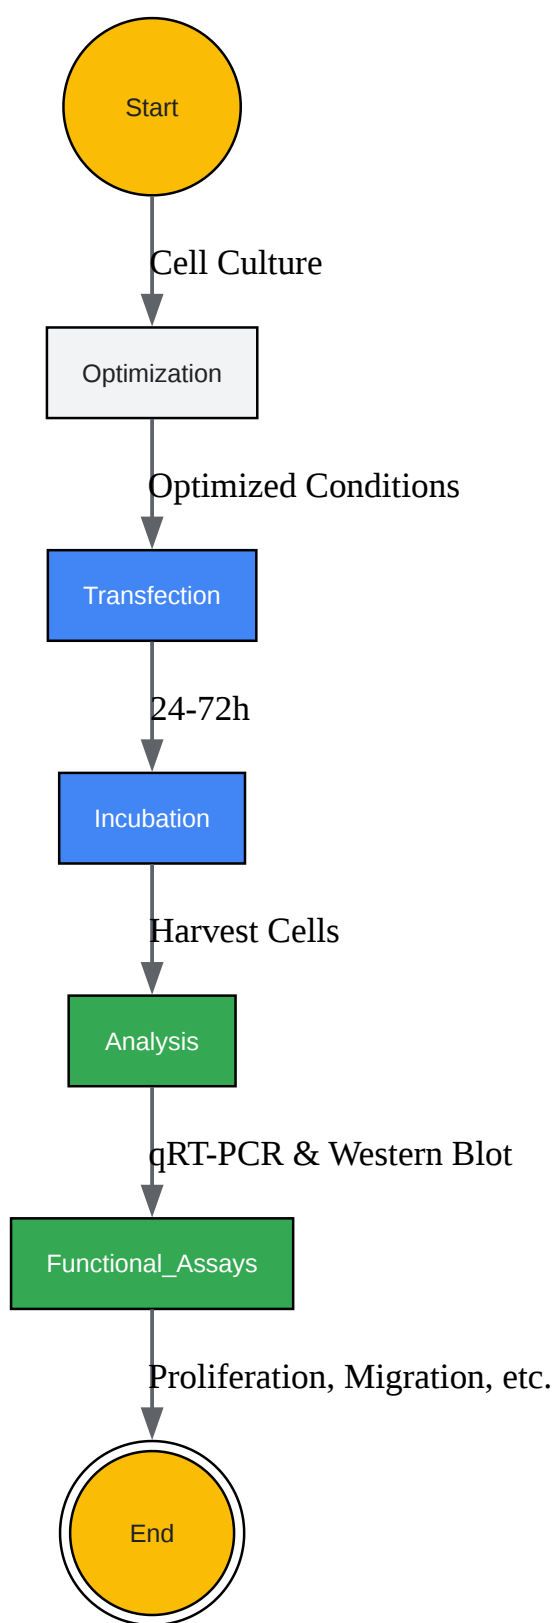 Start
Cell Culture
Optimization
Optimized Conditions
Transfection
24-72h
Incubation
Harvest Cells
Analysis
qRT-PCR & Western Blot
Functional_Assays
Proliferation, Migration, etc.
End